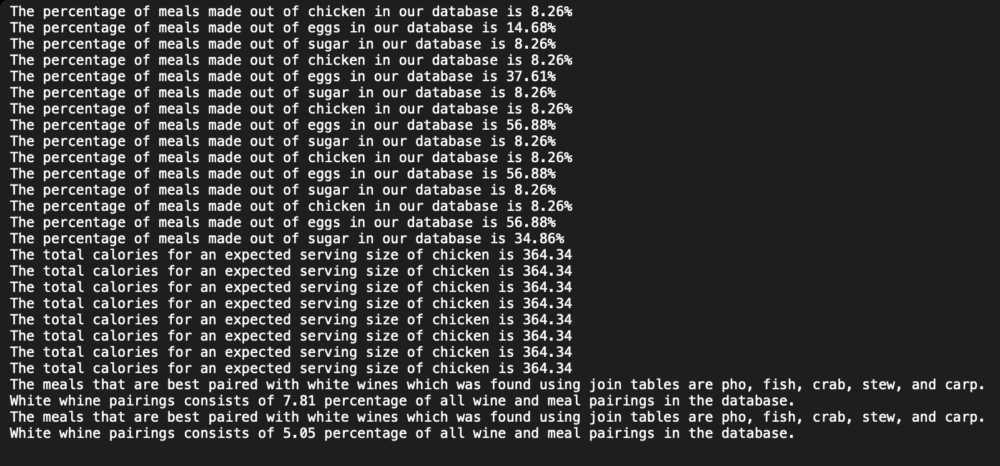 The percentage of meals made out of chicken in our database is 8.26%
The percentage of meals made out of eggs in our database is 14.68%
The percentage of meals made out of sugar in our database is 8.26%
The percentage of meals made out of chicken in our database is 8.26%
The percentage of meals made out of eggs in our database is 37.61%
The percentage of meals made out of sugar in our database is 8.26%
The percentage of meals made out of chicken in our database is 8.26%
The percentage of meals made out of eggs in our database is 56.88%
The percentage of meals made out of sugar in our database is 8.26%
The percentage of meals made out of chicken in our database is 8.26%
The percentage of meals made out of eggs in our database is 56.88%
The percentage of meals made out of sugar in our database is 8.26%
The percentage of meals made out of chicken in our database is 8.26%
The percentage of meals made out of eggs in our database is 56.88%
The percentage of meals made out of sugar in our database is 34.86%
The total calories for an expected serving size of chicken is 364.34
The total calories for an expected serving size of chicken is 364.34
The total calories for an expected serving size of chicken is 364.34
The total calories for an expected serving size of chicken is 364.34
The total calories for an expected serving size of chicken is 364.34
The total calories for an expected serving size of chicken is 364.34
The total calories for an expected serving size of chicken is 364.34
The total calories for an expected serving size of chicken is 364.34
The meals that are best paired with white wines which was found using join tables are pho, fish, crab, stew, and carp.
White whine pairings consists of 7.81 percentage of all wine and meal pairings in the database.
The meals that are best paired with white wines which was found using join tables are pho, fish, crab, stew, and carp.
White whine pairings consists of 5.05 percentage of all wine and meal pairings in the database.